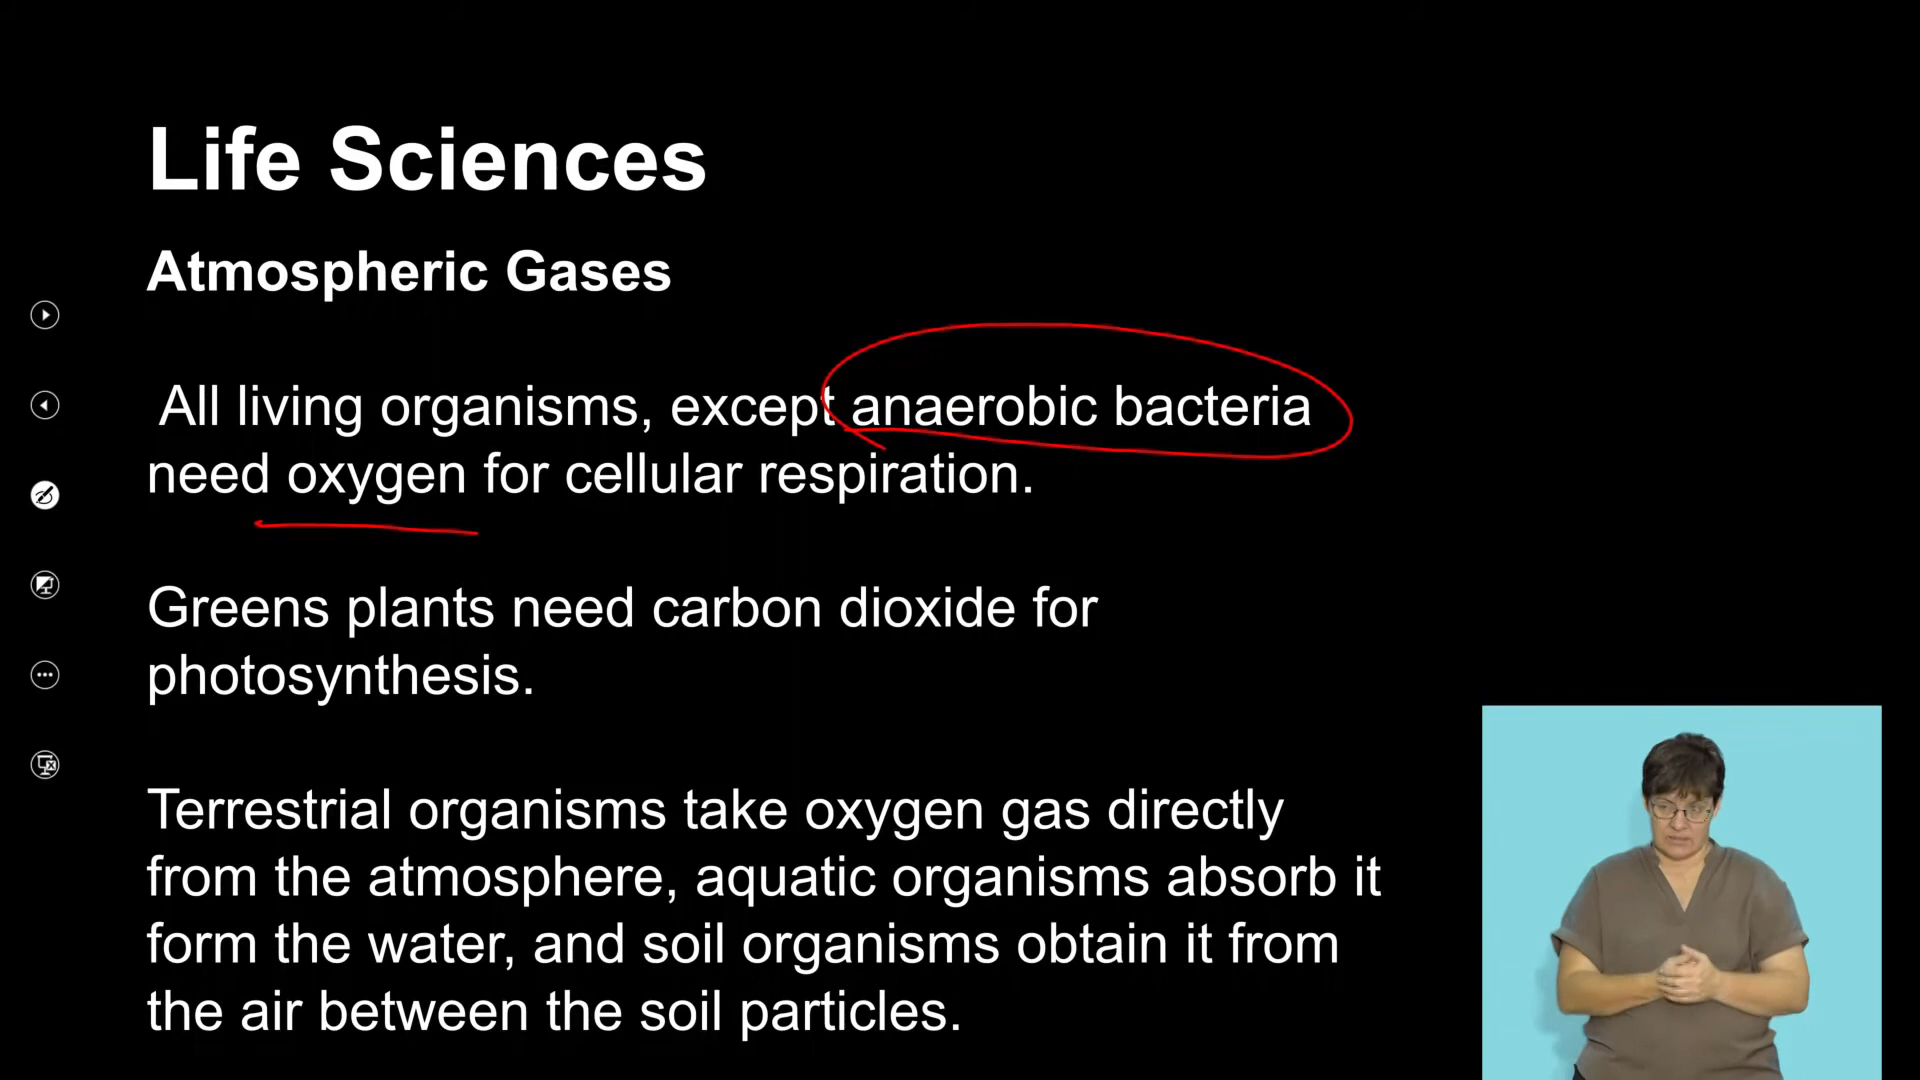 Life Sciences
Atmospheric Gases
All living organisms, except anaerobic bacteria
need oxygen for cellular respiration.
Greens plants need carbon dioxide for
photosynthesis.
Terrestrial organisms take oxygen gas directly
from the atmosphere, aquatic organisms absorb it
form the water, and soil organisms obtain it from
the air between the soil particles.